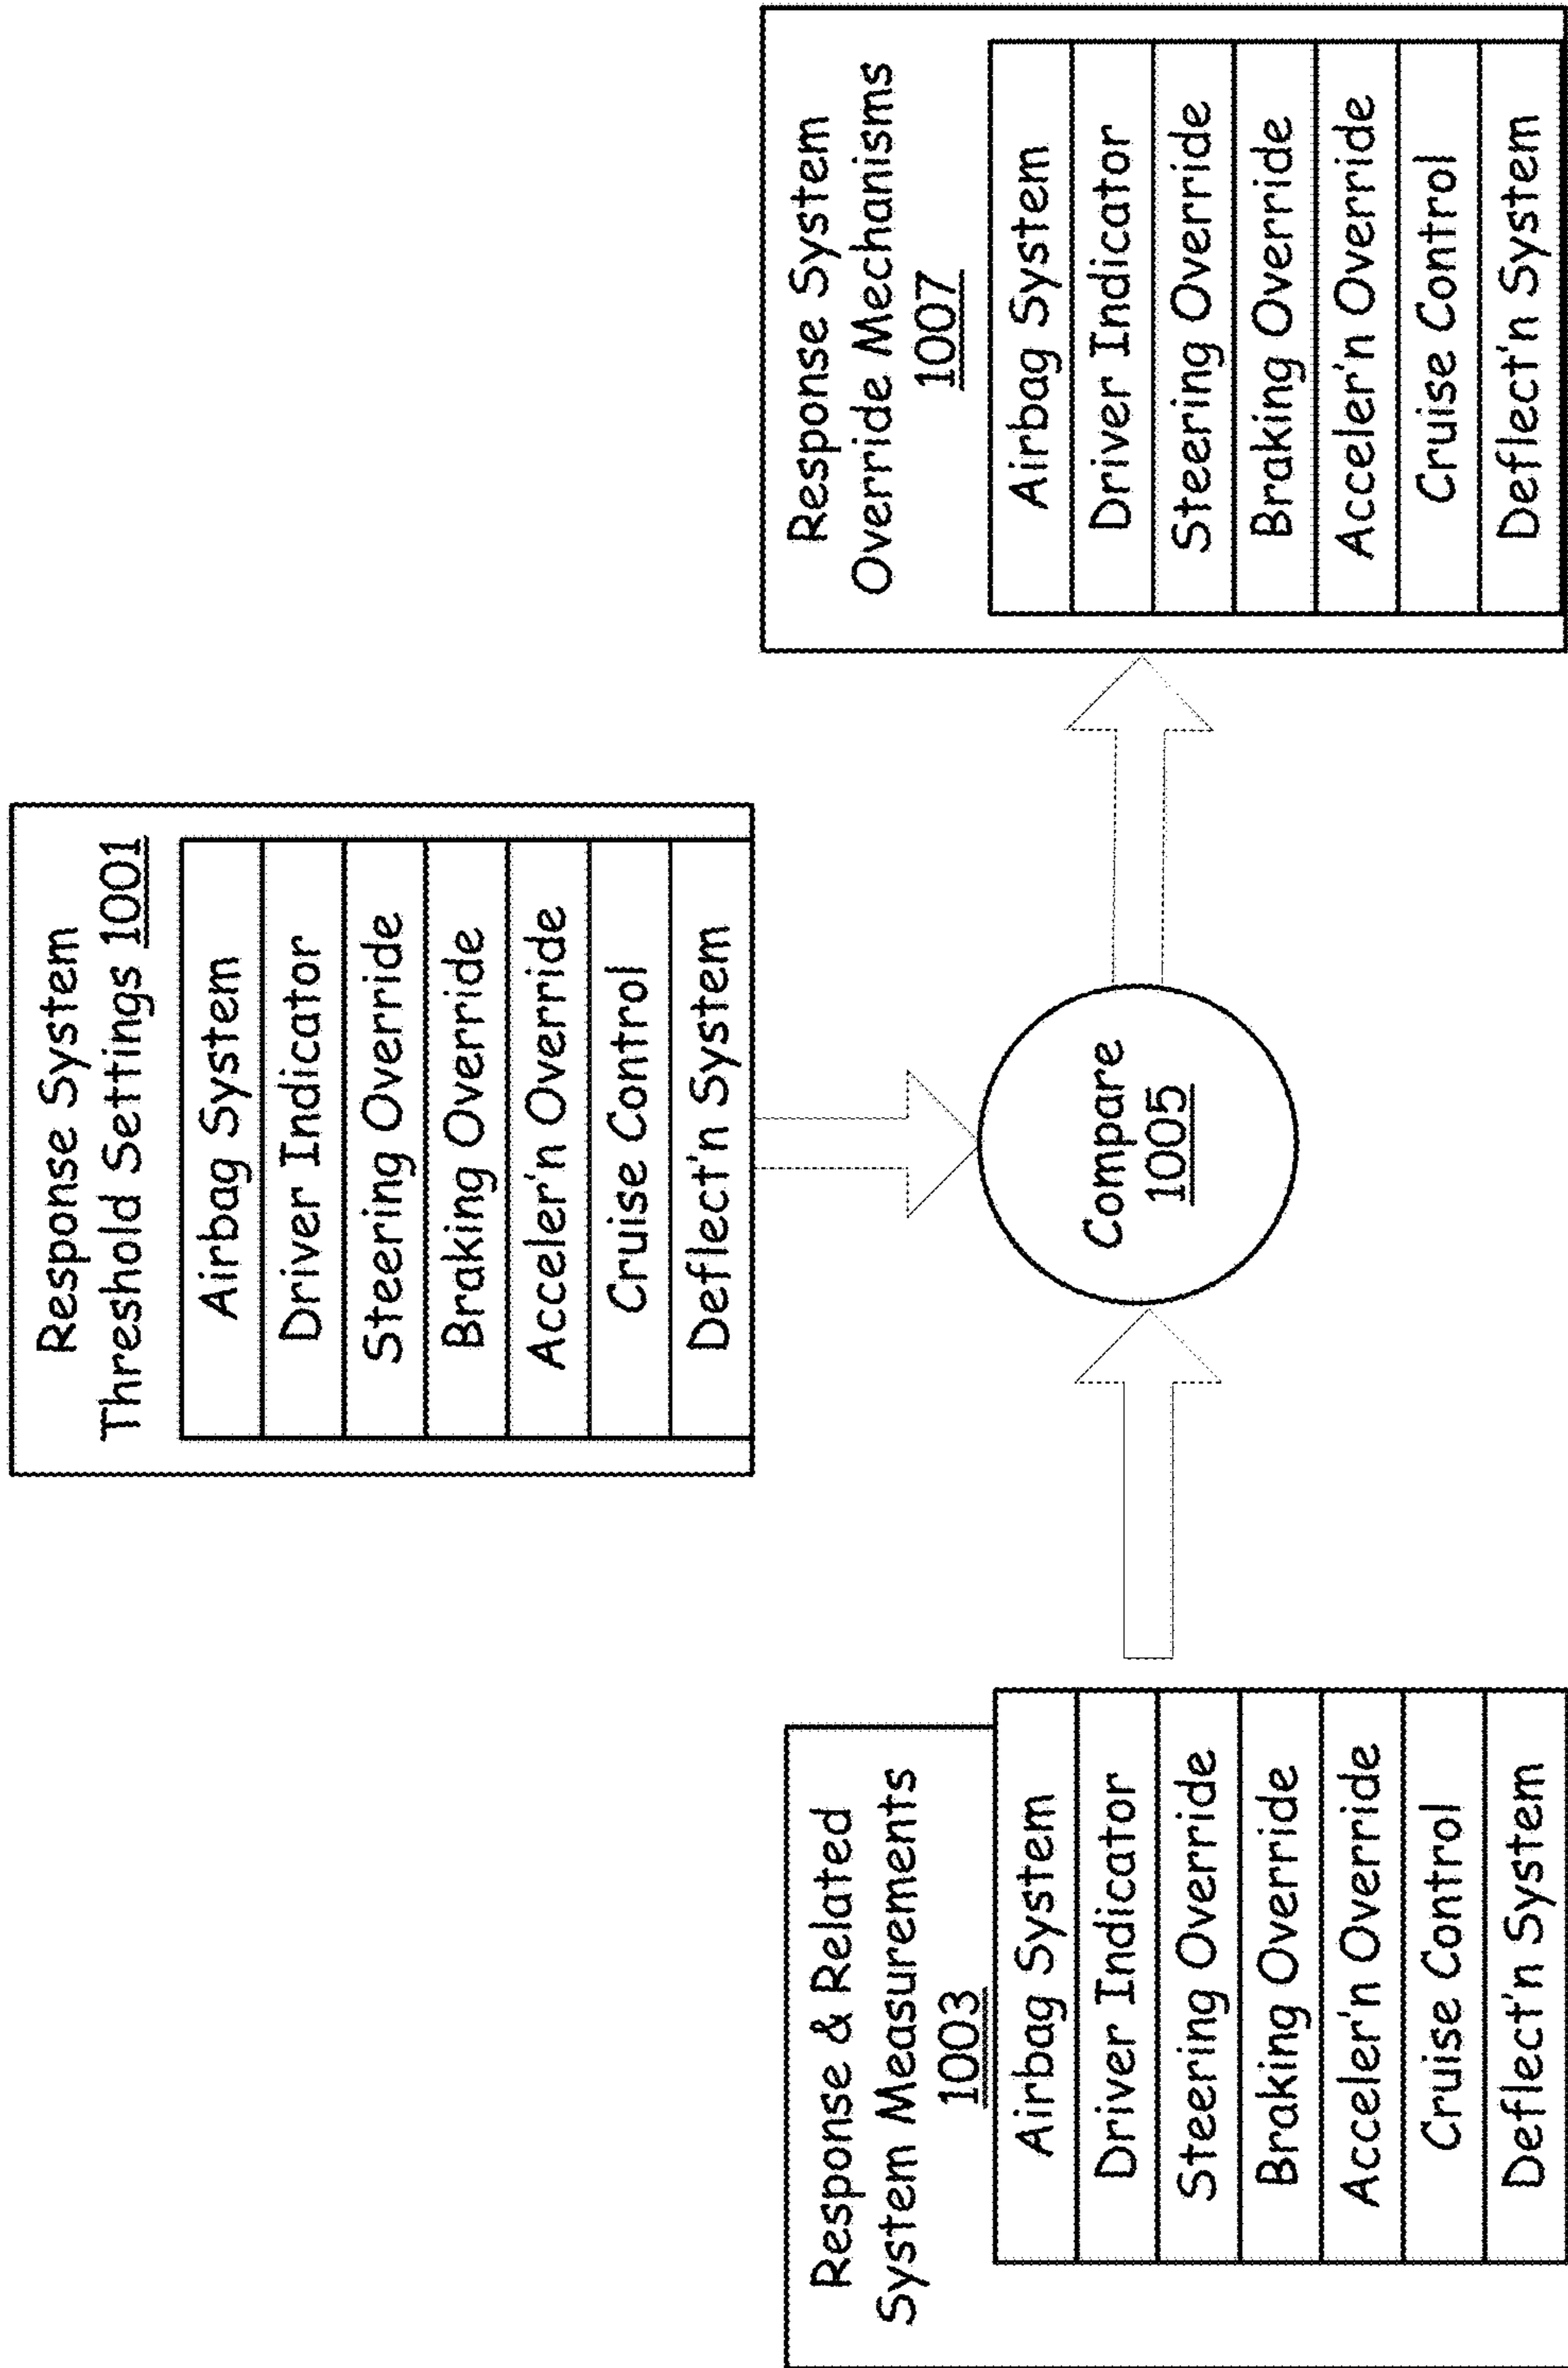 Response System
Threshold Settings 1001
Airbag System
Driver Indicator
Steering Override
Braking Override
Acceler'n Override
Cruise Control
Deflect'n System
Response & Related
System Measurements
1003
Airbag System
Driver Indicator
Steering Override
Braking Override
Acceler'n Override
Cruise Control
Deflect'n System
Compare
1005
Response System
Override Mechanisms
1007
Airbag System
Driver Indicator
Steering Override
Braking Override
Acceler'n Override
Cruise Control
Deflect'n System